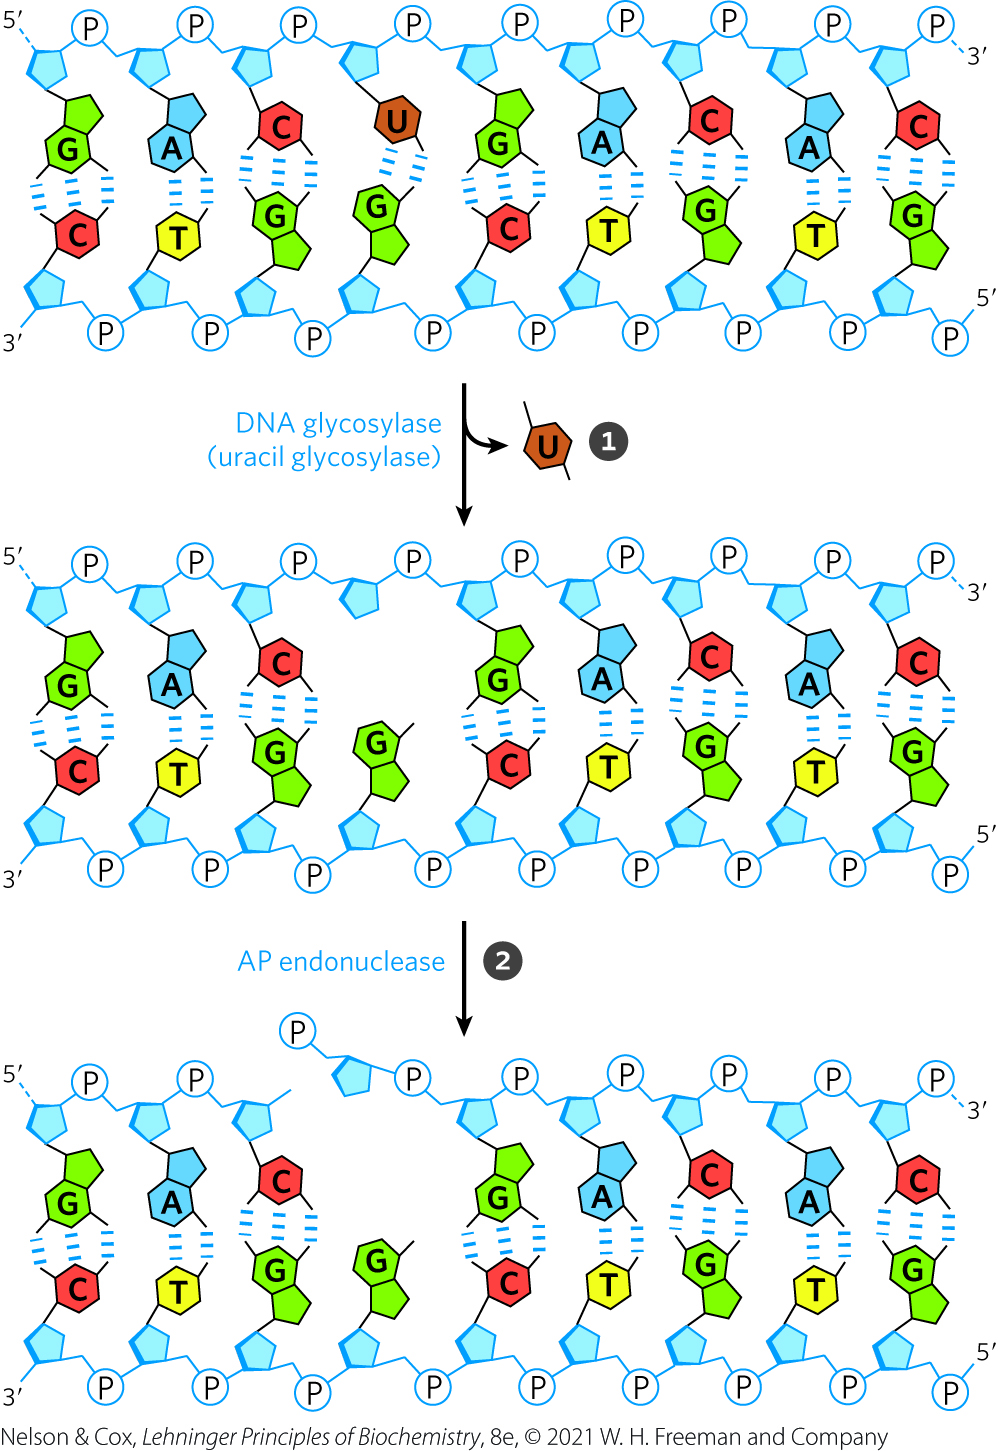 5′ P P P P P P P P P 3′
G A C U G A C A C
C T G G C T G T G
3′ P P P P P P P P P 5′
DNA glycosylase
(uracil glycosylase)
U 1
5′ P P P P P P P P P 3′
G A C G A C A C
C T G G C T G T G
3′ P P P P P P P P P 5′
AP endonuclease 2
P
5′ P P P P P P P P 3′
G A C G A C A C
C T G G C T G T G
3′ P P P P P P P P P 5′
Nelson & Cox, Lehninger Principles of Biochemistry, 8e, © 2021 W. H. Freeman and Company